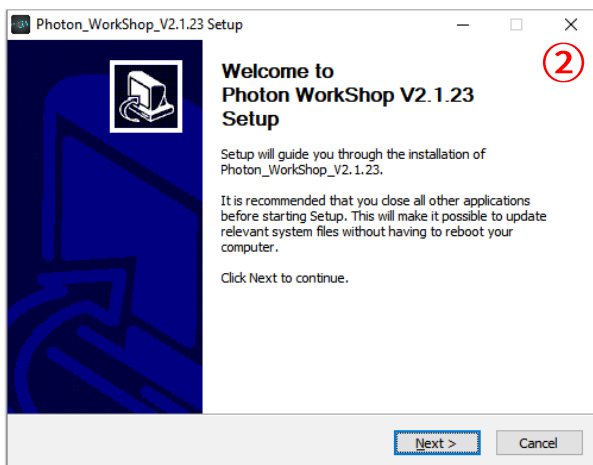 Photon_WorkShop_V2.1.23 Setup
②
Welcome to
Photon WorkShop V2.1.23
Setup
Setup will guide you through the installation of
Photon_WorkShop_V2.1.23.
It is recommended that you close all other applications
before starting Setup. This will make it possible to update
relevant system files without having to reboot your
computer.
Click Next to continue.
Next >
Cancel